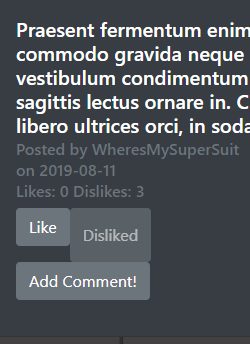 Praesent fermentum enim
commodo gravida neque
vestibulum condimentum
sagittis lectus ornare in. C
libero ultrices orci, in soda
Posted by WheresMySuperSuit
on 2019-08-11
Likes: 0 Dislikes: 3
Like
Disliked
Add Comment!